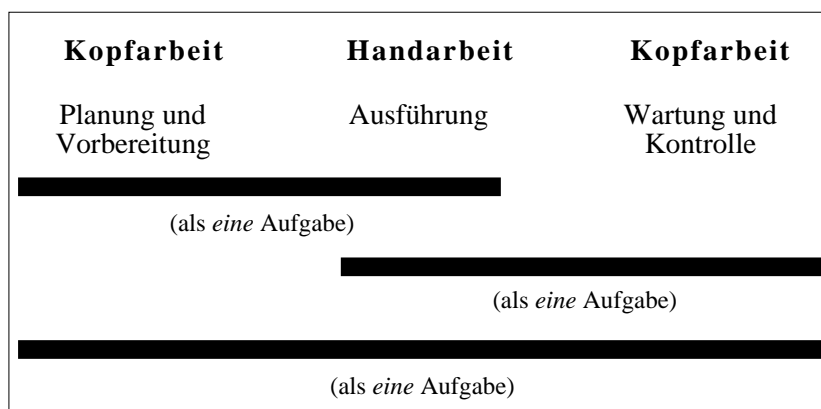 Kopfarbeit Handarbeit Kopfarbeit
Planung und Ausführung Wartung und
Vorbereitung Kontrolle
(als eine Aufgabe)
(als eine Aufgabe)
(als eine Aufgabe)